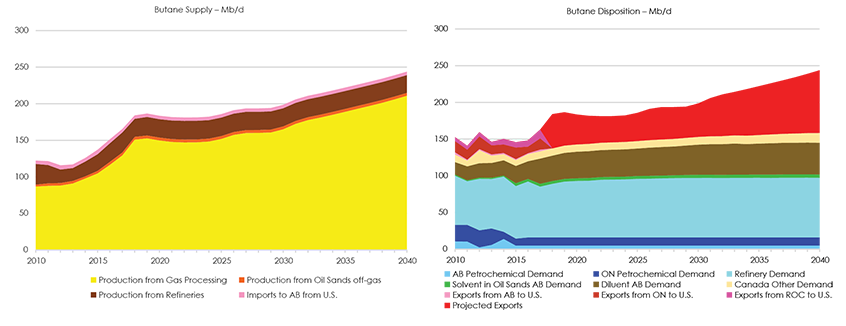 Butane Supply – Mb/d
300
250
200
150
100
50
0
2010 2015 2020 2025 2030 2035 2040
Production from Gas Processing Production from Oil Sands off-gas
Production from Refineries Imports to AB from U.S.
Butane Disposition – Mb/d
300
250
200
150
100
50
0
2010 2015 2020 2025 2030 2035 2040
AB Petrochemical Demand ON Petrochemical Demand Refinery Demand
Solvent in Oil Sands AB Demand Diluent AB Demand Canada Other Demand
Exports from AB to U.S. Exports from ON to U.S. Exports from ROC to U.S.
Projected Exports